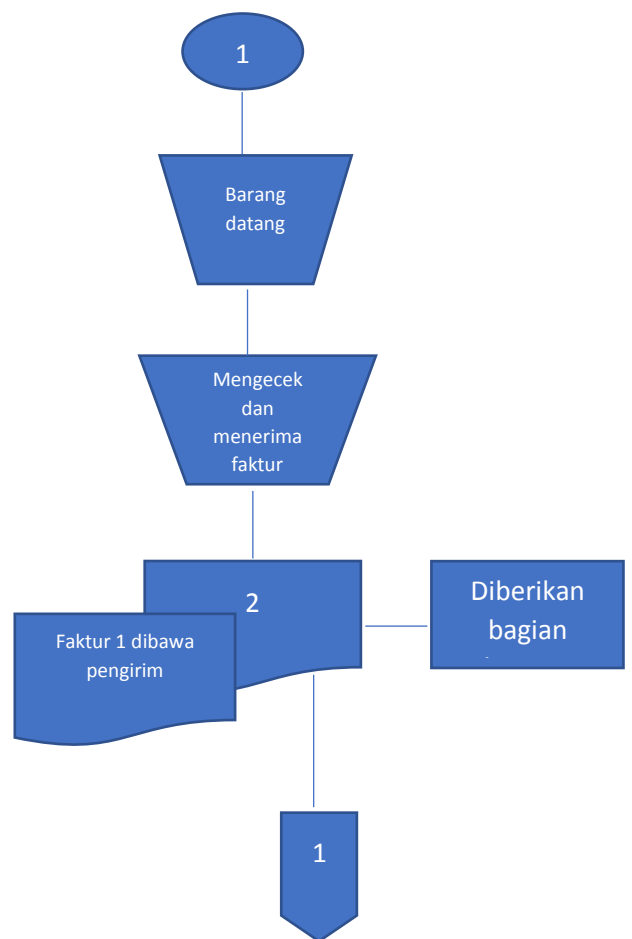 1
Barang
datang
Mengecek
dan
menerima
faktur
2
Faktur 1 dibawa
pengirim
Diberikan
bagian
1